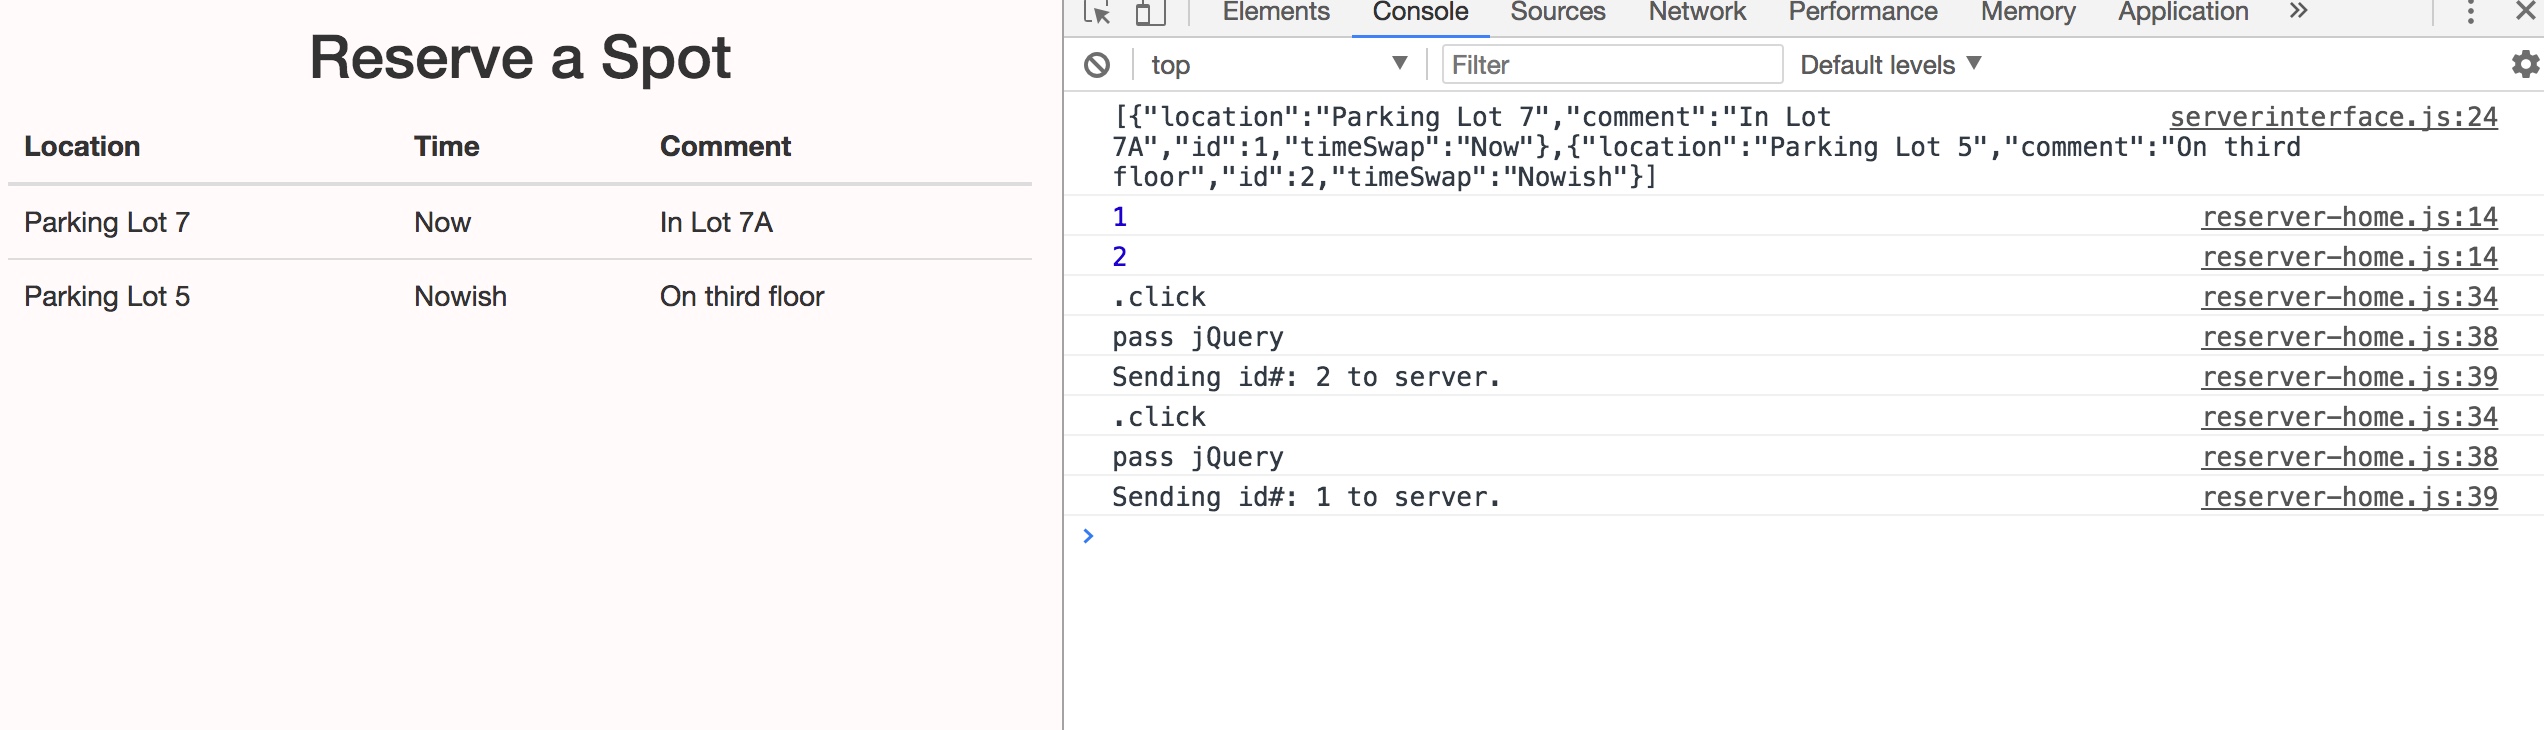 Reserve a Spot
Location Time Comment
Parking Lot 7 Now In Lot 7A
Parking Lot 5 Nowish On third floor
Elements Console Sources Network Performance Memory Application »
top Filter Default levels
[{"location":"Parking Lot 7","comment":"In Lot serverinterface.js:24
7A","id":1,"timeSwap":"Now"},{"location":"Parking Lot 5","comment":"On third
floor","id":2,"timeSwap":"Nowish"}]
1 reserver-home.js:14
2 reserver-home.js:14
.click reserver-home.js:34
pass jQuery reserver-home.js:38
Sending id#: 2 to server. reserver-home.js:39
.click reserver-home.js:34
pass jQuery reserver-home.js:38
Sending id#: 1 to server. reserver-home.js:39